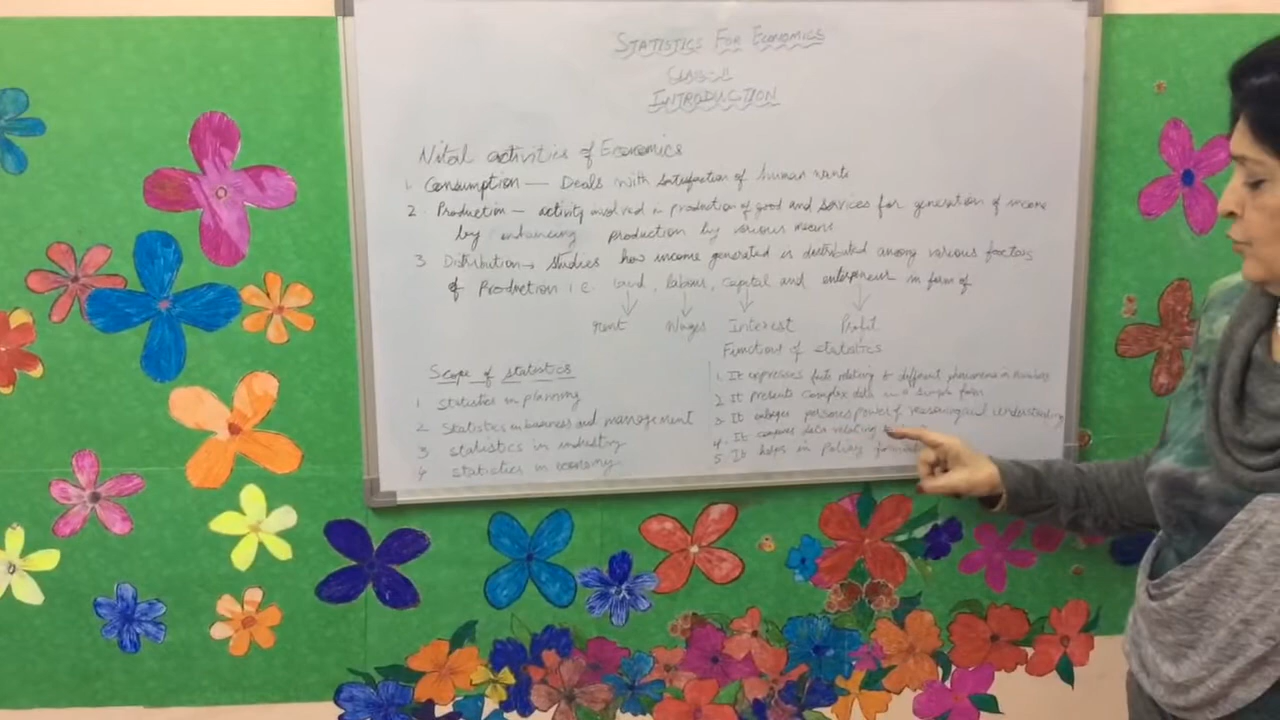 STATISTICS FOR ECONOMICS
INTRODUCTION
Vital activities of Economics
1. Consumption — Deals with satisfaction of human wants
2. Production — activity involved in production of good and services for generation of income
by enhancing production by various means
3 Distribution → studies how income generated is distributed among various factors
of Production i.e. land, labour, capital and enterpreneur in form of
rent Wages Interest Profit
Scope of statistics
1 Statistics in planning
2 Statistics in business and management
3 statistics in industry
4 statistics in economy
Functions of statistics
1. It expresses facts relating to different phenomena in numbers
2 It presents complex data in a simple form
3. It enlarges persons power of reasoning and understanding
4. It compares data relating
5. It helps in Policy